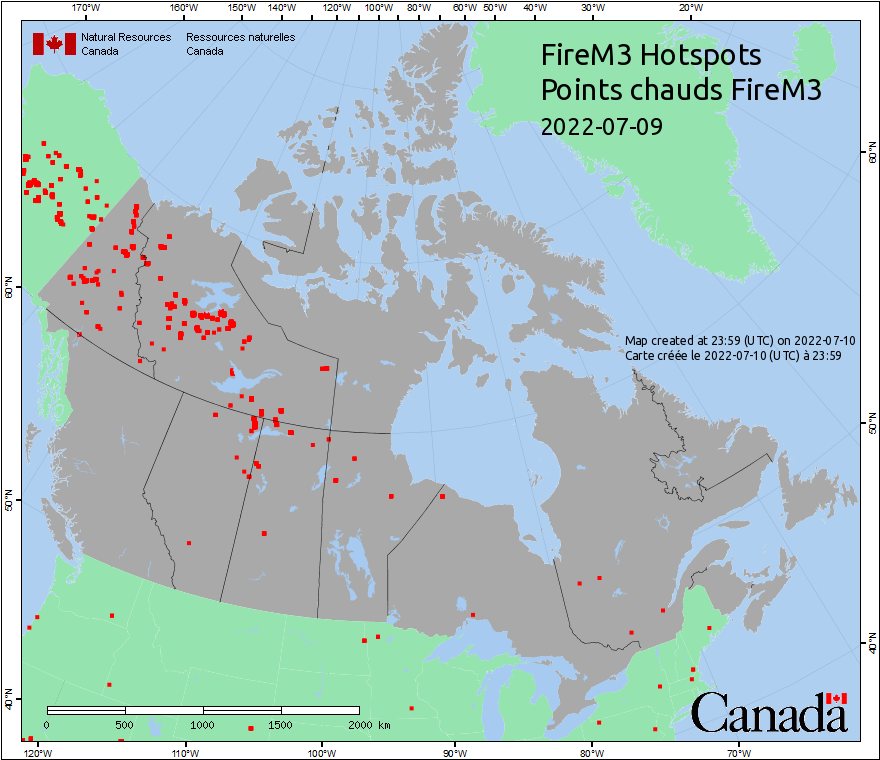 170°W 160°W 150°W 140°W 120°W 100°W 80°W 60°W 50°W 40°W 30°W 20°W
Natural Resources Ressources naturelles
Canada Canada
FireM3 Hotspots
Points chauds FireM3
2022-07-09
60°N
60°N
Map created at 23:59 (UTC) on 2022-07-10
Carte créée le 2022-07-10 (UTC) à 23:59
50°N
50°N
40°N
40°N
Canada
0 500 1000 1500 2000 km
120°W 110°W 100°W 90°W 80°W 70°W